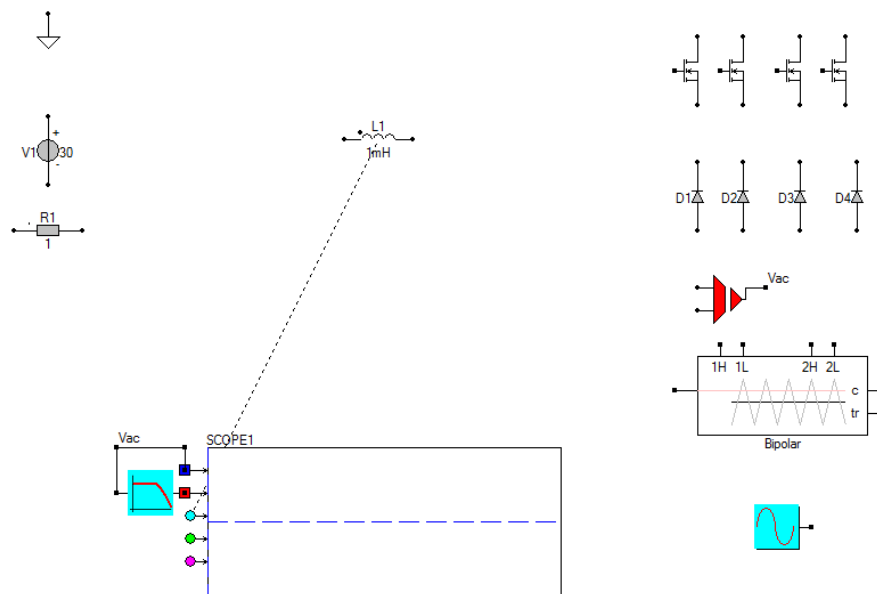 L1
1mH
V1
+
30
-
R1
1
D1
D2
D3
D4
Vac
1H 1L 2H 2L
c
tr
Bipolar
Vac
SCOPE1